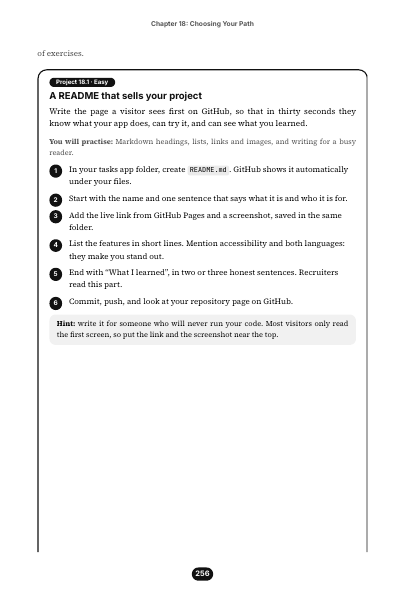 Chapter 18: Choosing Your Path
of exercises.
Project 18.1 · Easy
A README that sells your project
Write the page a visitor sees first on GitHub, so that in thirty seconds they
know what your app does, can try it, and can see what you learned.
You will practise: Markdown headings, lists, links and images, and writing for a busy
reader.
1 In your tasks app folder, create README.md. GitHub shows it automatically
under your files.
2 Start with the name and one sentence that says what it is and who it is for.
3 Add the live link from GitHub Pages and a screenshot, saved in the same
folder.
4 List the features in short lines. Mention accessibility and both languages:
they make you stand out.
5 End with “What I learned”, in two or three honest sentences. Recruiters
read this part.
6 Commit, push, and look at your repository page on GitHub.
Hint: write it for someone who will never run your code. Most visitors only read
the first screen, so put the link and the screenshot near the top.
256